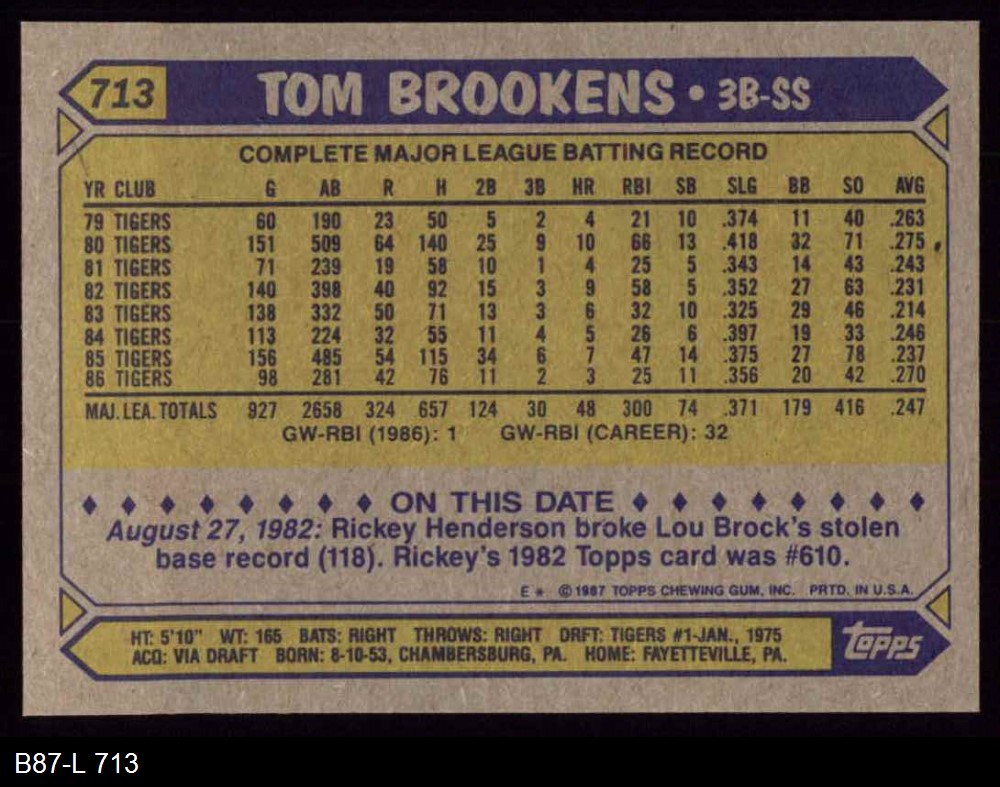 713 TOM BROOKENS • 3B-SS
COMPLETE MAJOR LEAGUE BATTING RECORD
YR CLUB G AB R H 2B 3B HR RBI SB SLG BB SO AVG
79 TIGERS 60 190 23 50 5 2 4 21 10 .374 11 40 .263
80 TIGERS 151 509 64 140 25 9 10 66 13 .418 32 71 .275
81 TIGERS 71 239 19 58 10 1 4 25 5 .343 14 43 .243
82 TIGERS 140 398 40 92 15 3 9 58 5 .352 27 63 .231
83 TIGERS 138 332 50 71 13 3 6 32 10 .325 29 46 .214
84 TIGERS 113 224 32 55 11 4 5 26 6 .397 19 33 .246
85 TIGERS 156 485 54 115 34 6 7 47 14 .375 27 78 .237
86 TIGERS 98 281 42 76 11 2 3 25 11 .356 20 42 .270
MAJ. LEA. TOTALS 927 2658 324 657 124 30 48 300 74 .371 179 416 .247
GW-RBI (1986): 1 GW-RBI (CAREER): 32
ON THIS DATE
August 27, 1982: Rickey Henderson broke Lou Brock's stolen
base record (118). Rickey's 1982 Topps card was #610.
E * © 1987 TOPPS CHEWING GUM, INC. PRTD. IN U.S.A.
HT: 5'10" WT: 165 BATS: RIGHT THROWS: RIGHT DRFT: TIGERS #1-JAN., 1975
ACQ: VIA DRAFT BORN: 8-10-53, CHAMBERSBURG, PA. HOME: FAYETTEVILLE, PA.
Topps
B87-L 713